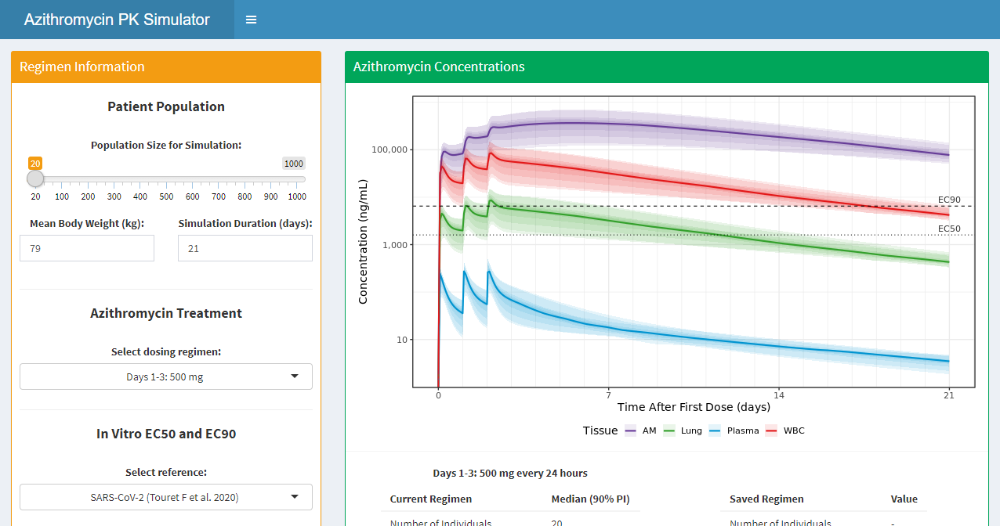 Azithromycin PK Simulator
Regimen Information
Patient Population
Population Size for Simulation:
20 1000
20 100 200 300 400 500 600 700 800 900 1000
Mean Body Weight (kg): Simulation Duration (days):
79 21
Azithromycin Treatment
Select dosing regimen:
Days 1-3: 500 mg
In Vitro EC50 and EC90
Select reference:
SARS-CoV-2 (Touret F et al. 2020)
Azithromycin Concentrations
Concentration (ng/mL)
100,000
1,000
10
EC90
EC50
0 7 14 21
Time After First Dose (days)
Tissue AM Lung Plasma WBC
Days 1-3: 500 mg every 24 hours
Current Regimen Median (90% PI) Saved Regimen Value
Number of Individuals 20 Number of Individuals -